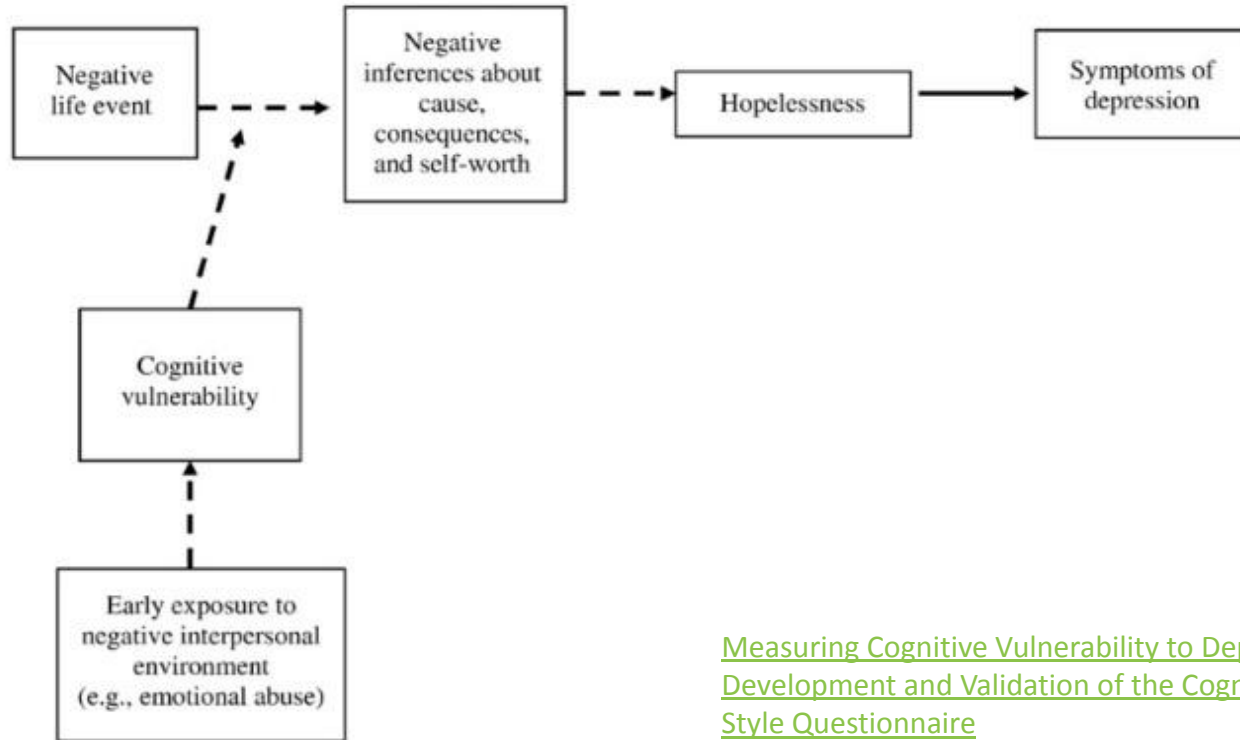 Negative
life event
Negative
inferences about
cause,
consequences,
and self-worth
Hopelessness
Symptoms of
depression
Cognitive
vulnerability
Early exposure to
negative interpersonal
environment
(e.g., emotional abuse)
Measuring Cognitive Vulnerability to
Development and Validation of the
Style Questionnaire